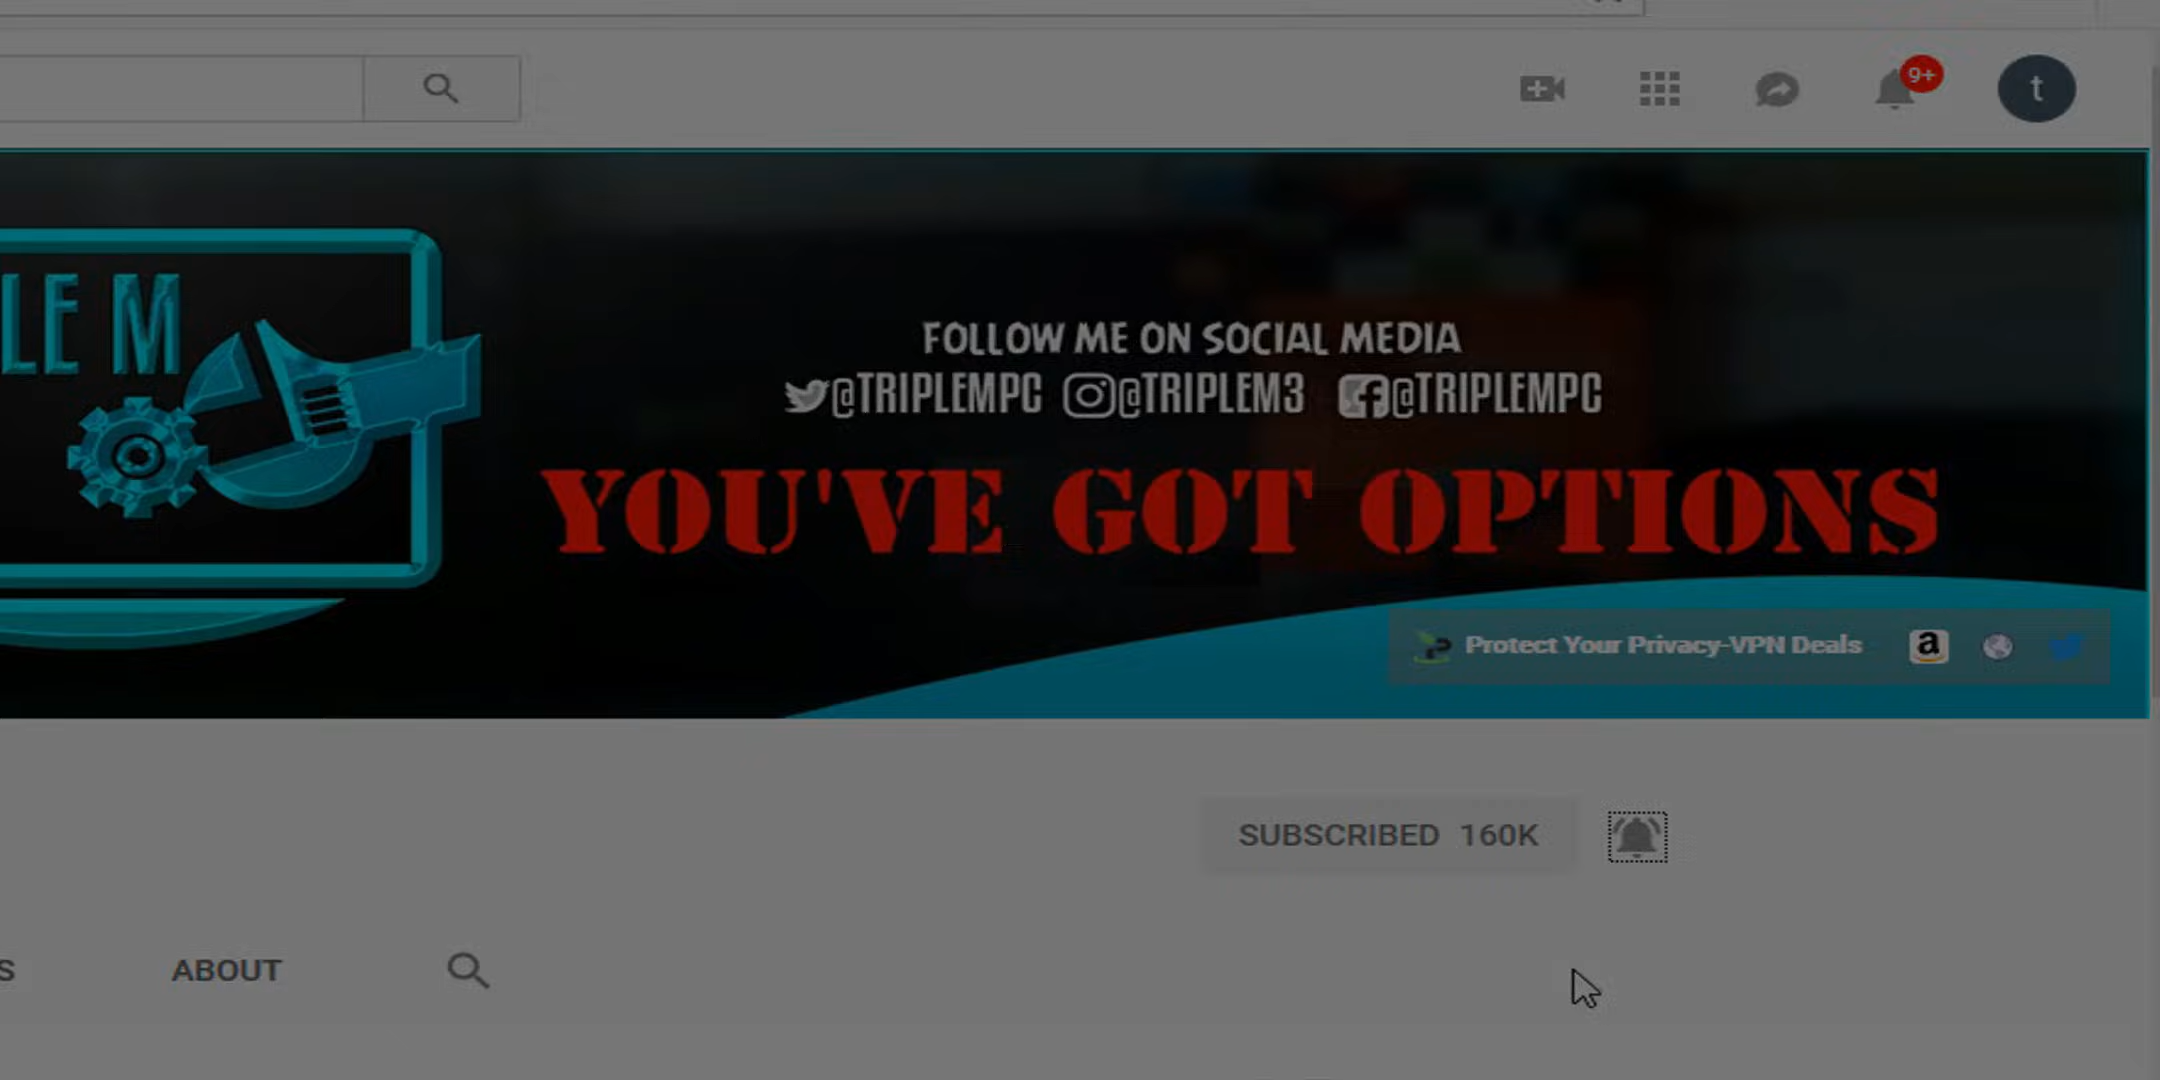 9+
t
LE M
FOLLOW ME ON SOCIAL MEDIA
@TRIPLEMPC @TRIPLEM3 @TRIPLEMPC
YOU'VE GOT OPTIONS
Protect Your Privacy-VPN Deals
SUBSCRIBED 160K
S ABOUT